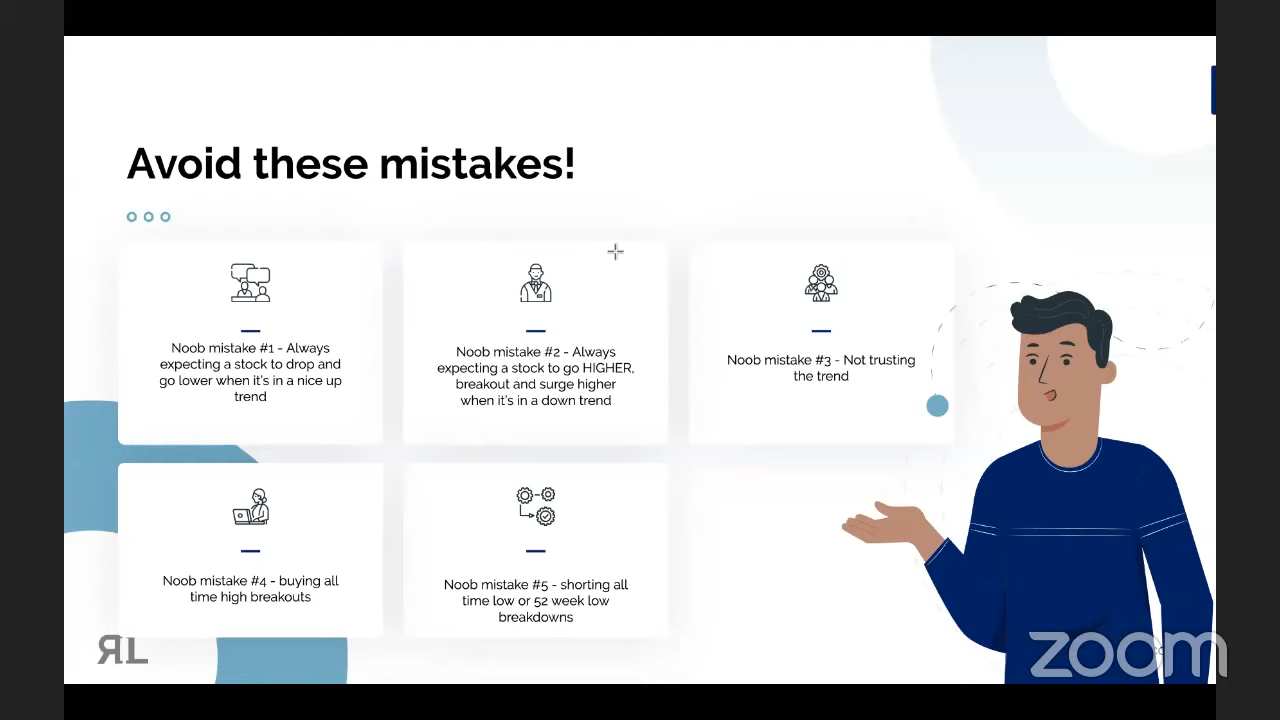 Avoid these mistakes!
Noob mistake #1 - Always
expecting a stock to drop and
go lower when it's in a nice up
trend
Noob mistake #2 - Always
expecting a stock to go HIGHER,
breakout and surge higher
when it's in a down trend
Noob mistake #3 - Not trusting
the trend
Noob mistake #4 - buying all
time high breakouts
Noob mistake #5 - shorting all
time low or 52 week low
breakdowns
RL
zoom